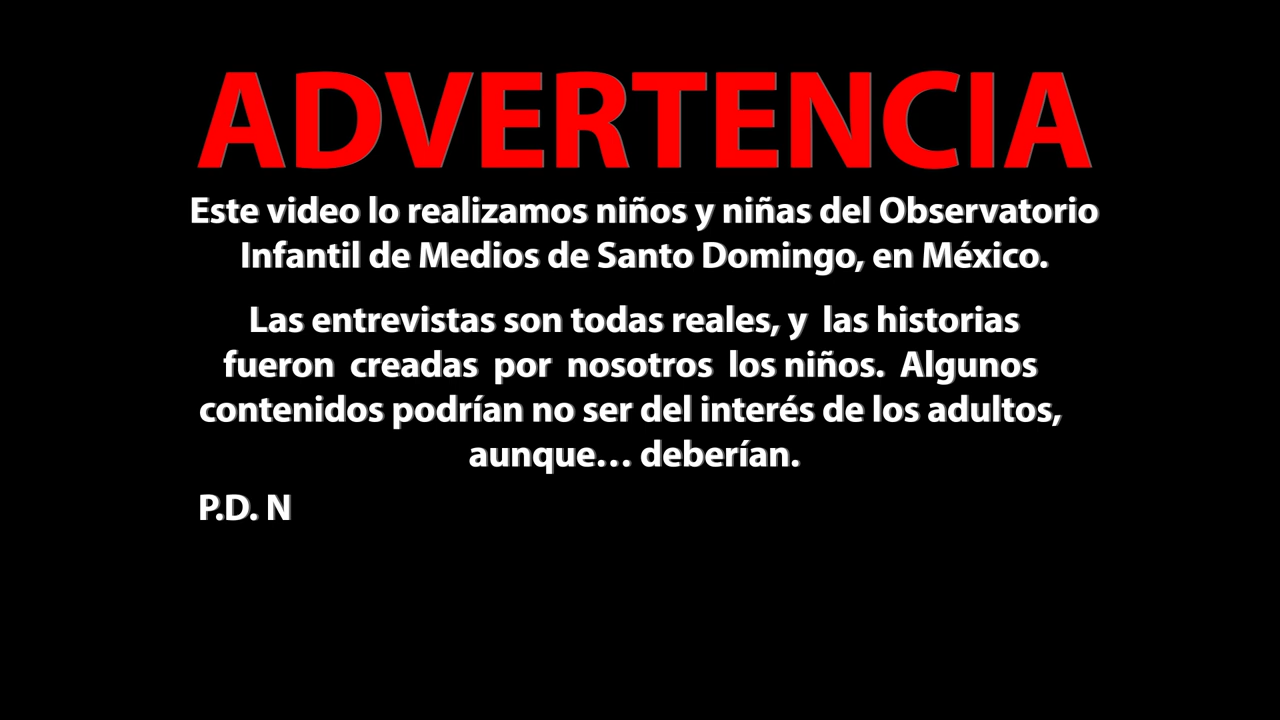 ADVERTENCIA
Este video lo realizamos niños y niñas del Observatorio
Infantil de Medios de Santo Domingo, en México.
Las entrevistas son todas reales, y las historias
fueron creadas por nosotros los niños. Algunos
contenidos podrían no ser del interés de los adultos,
aunque… deberían.
P.D. N